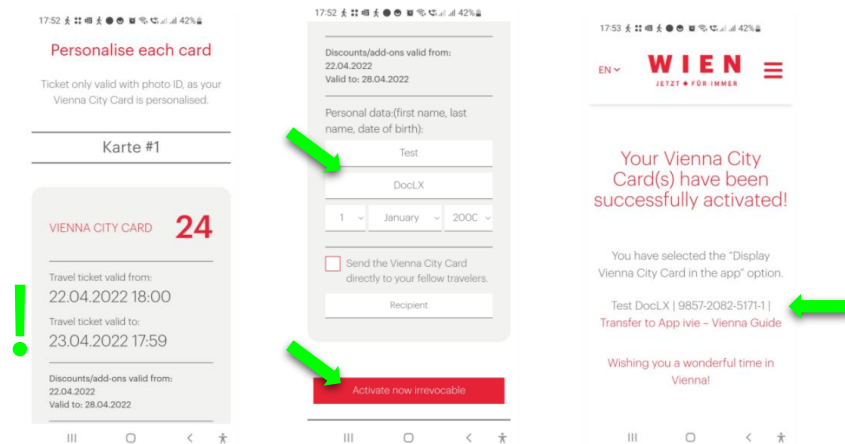 17:52 42%
Personalise each card
Ticket only valid with photo ID, as your
Vienna City Card is personalised.
Karte #1
VIENNA CITY CARD 24
Travel ticket valid from:
22.04.2022 18:00
Travel ticket valid to:
23.04.2022 17:59
Discounts/add-ons valid from:
22.04.2022
Valid to: 28.04.2022
!
17:52 42%
Discounts/add-ons valid from:
22.04.2022
Valid to: 28.04.2022
Personal data:(first name, last
name, date of birth):
Test
DocLX
1 January 2000
Send the Vienna City Card
directly to your fellow travelers.
Recipient
Activate now irrevocable
17:53 42%
EN WIEN
JETZT ♦ FÜR IMMER
Your Vienna City
Card(s) have been
successfully activated!
You have selected the "Display
Vienna City Card in the app" option.
Test DocLX | 9857-2082-5171-1 |
Transfer to App ivie – Vienna Guide
Wishing you a wonderful time in
Vienna!